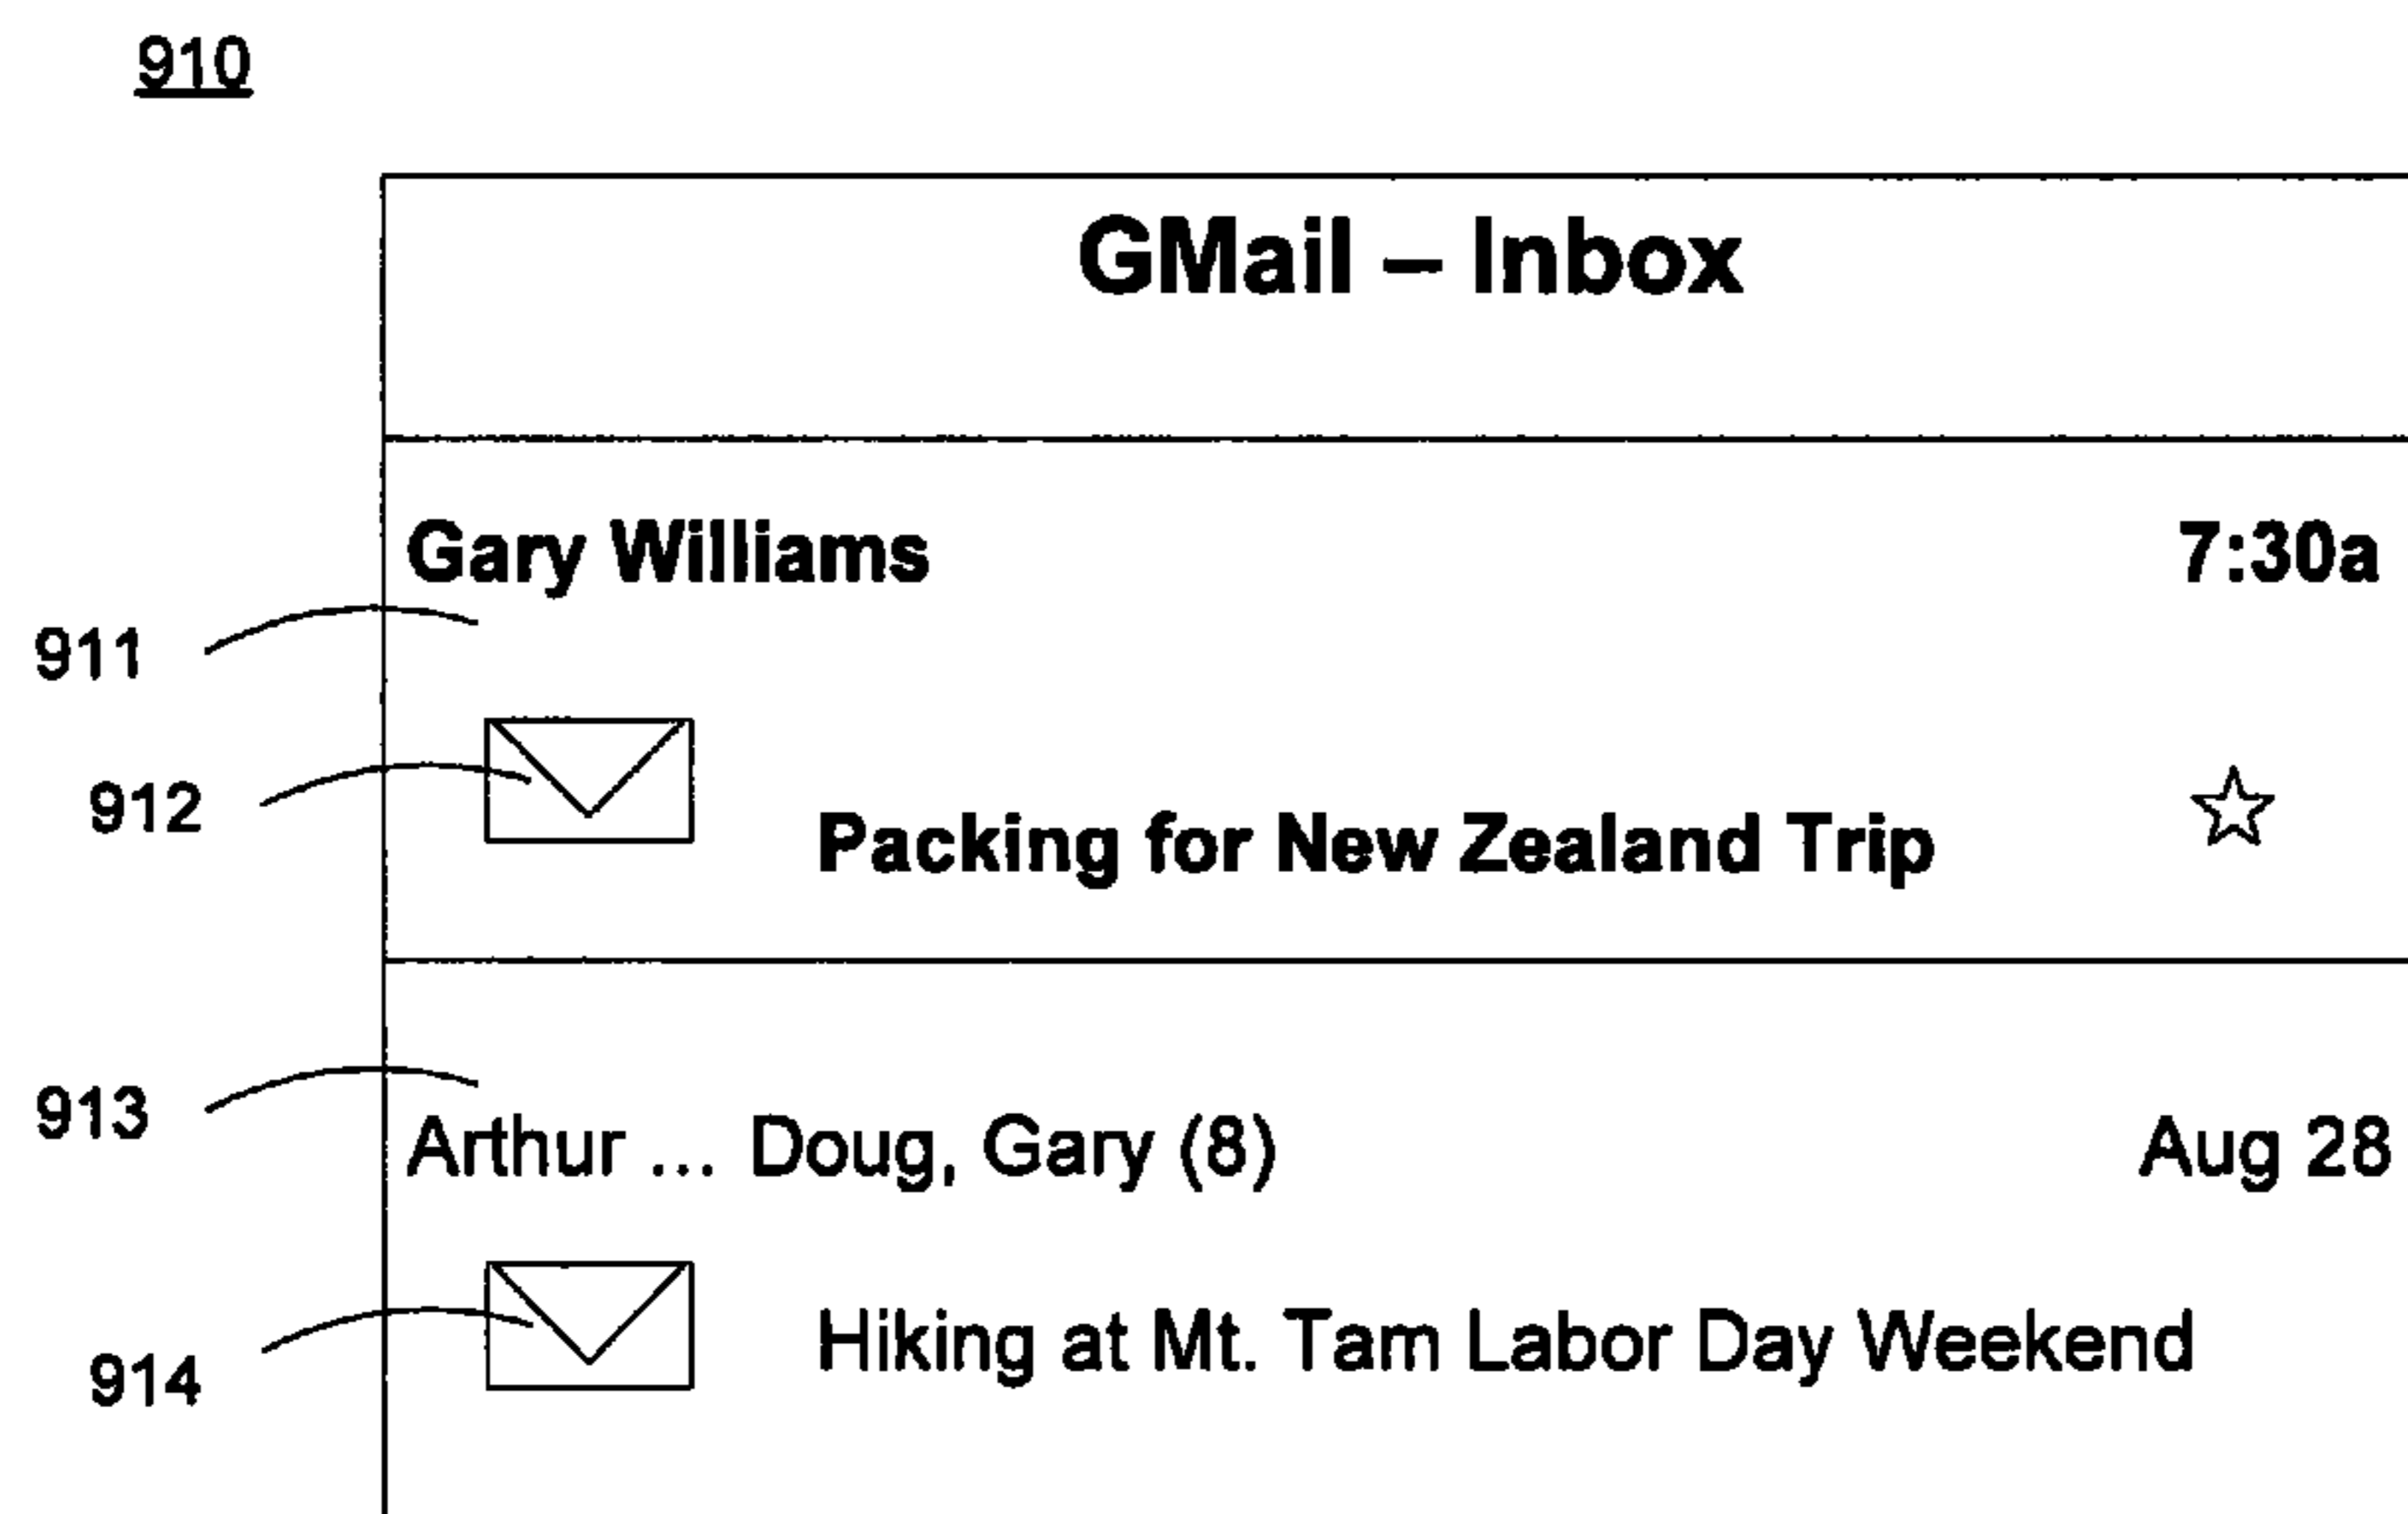 910
GMail – Inbox
Gary Williams 7:30a
911
912
Packing for New Zealand Trip
913
Arthur ... Doug, Gary (8) Aug 28
Hiking at Mt. Tam Labor Day Weekend
914